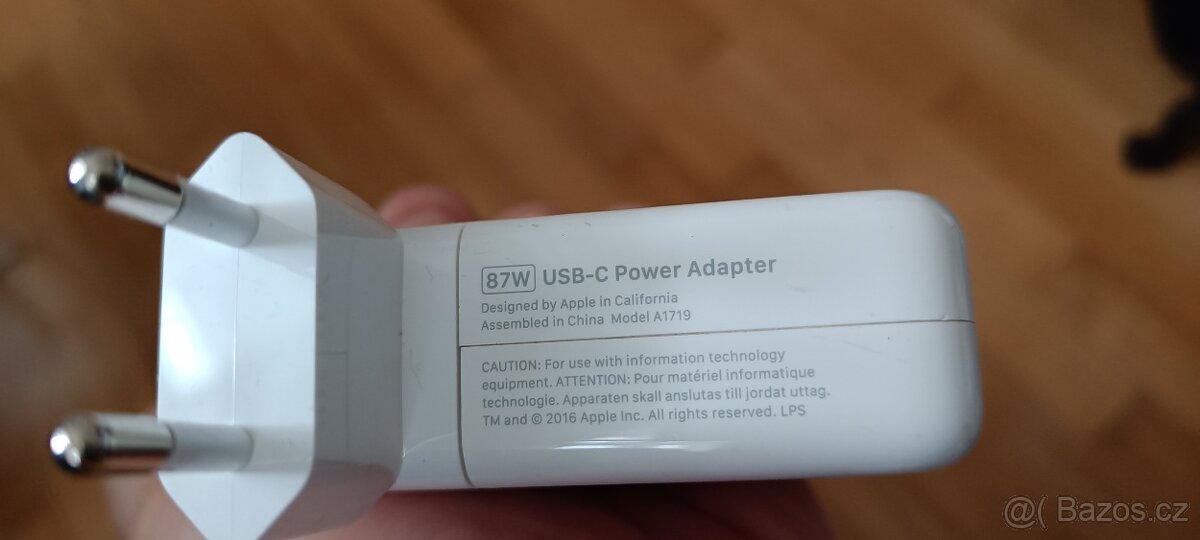 87W USB-C Power Adapter
Designed by Apple in California
Assembled in China Model A1719
CAUTION: For use with information technology
equipment. ATTENTION: Pour matériel informatique
technologie. Apparaten skall anslutas till jordat uttag.
TM and © 2016 Apple Inc. All rights reserved. LPS
@( Bazos.cz